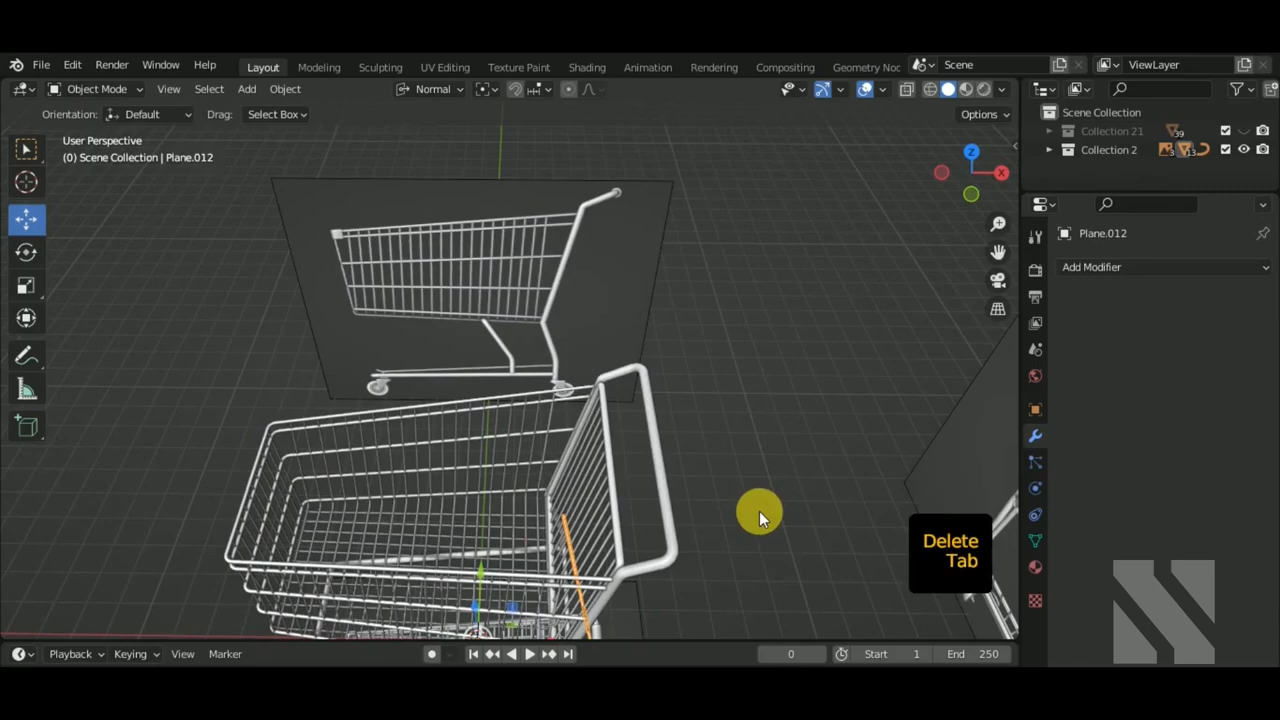 File Edit Render Window Help Layout Modeling Sculpting UV Editing Texture Paint Shading Animation Rendering Compositing Geometry Noc Scene ViewLayer
Object Mode View Select Add Object Normal
Orientation: Default Drag: Select Box Options
User Perspective
(0) Scene Collection | Plane.012
Z
X
Scene Collection
Collection 21 39
Collection 2 3 13
Plane.012
Add Modifier
Delete
Tab
Playback Keying View Marker 0 Start 1 End 250